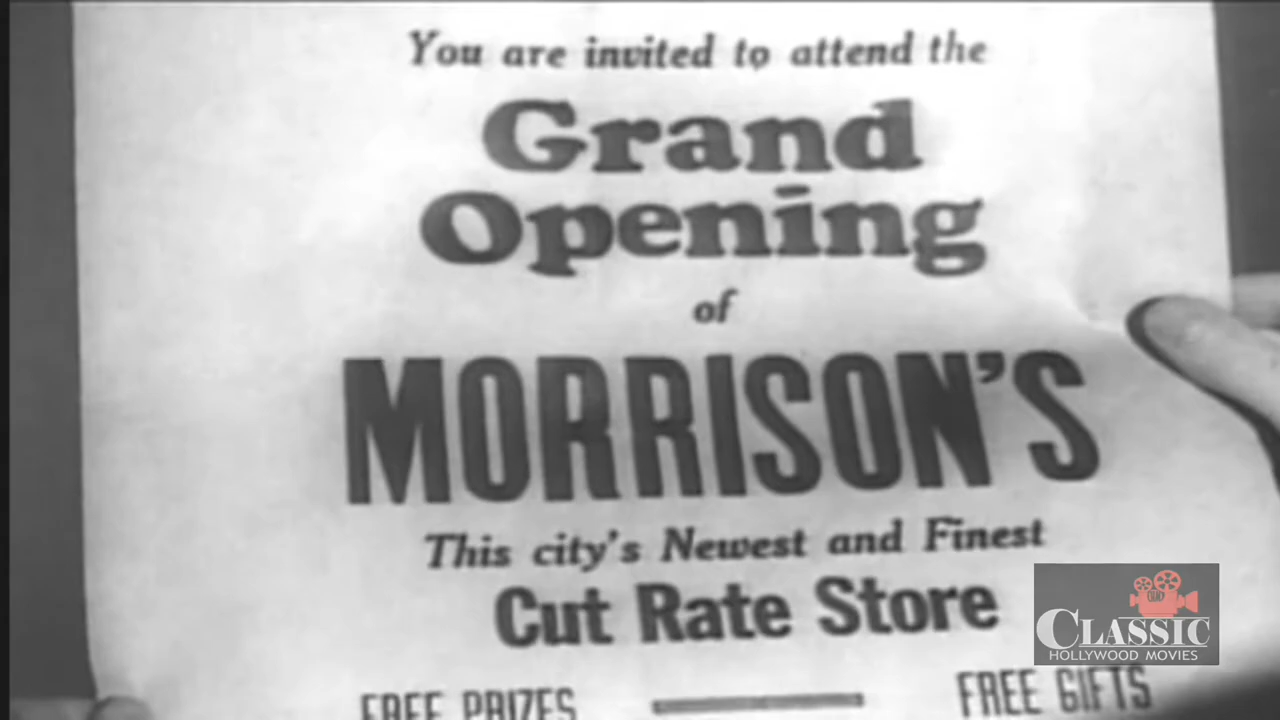 You are invited to attend the
Grand
Opening
of
MORRISON'S
This city's Newest and Finest
Cut Rate Store
FREE PRIZES FREE GIFTS
CLASSIC
HOLLYWOOD MOVIES